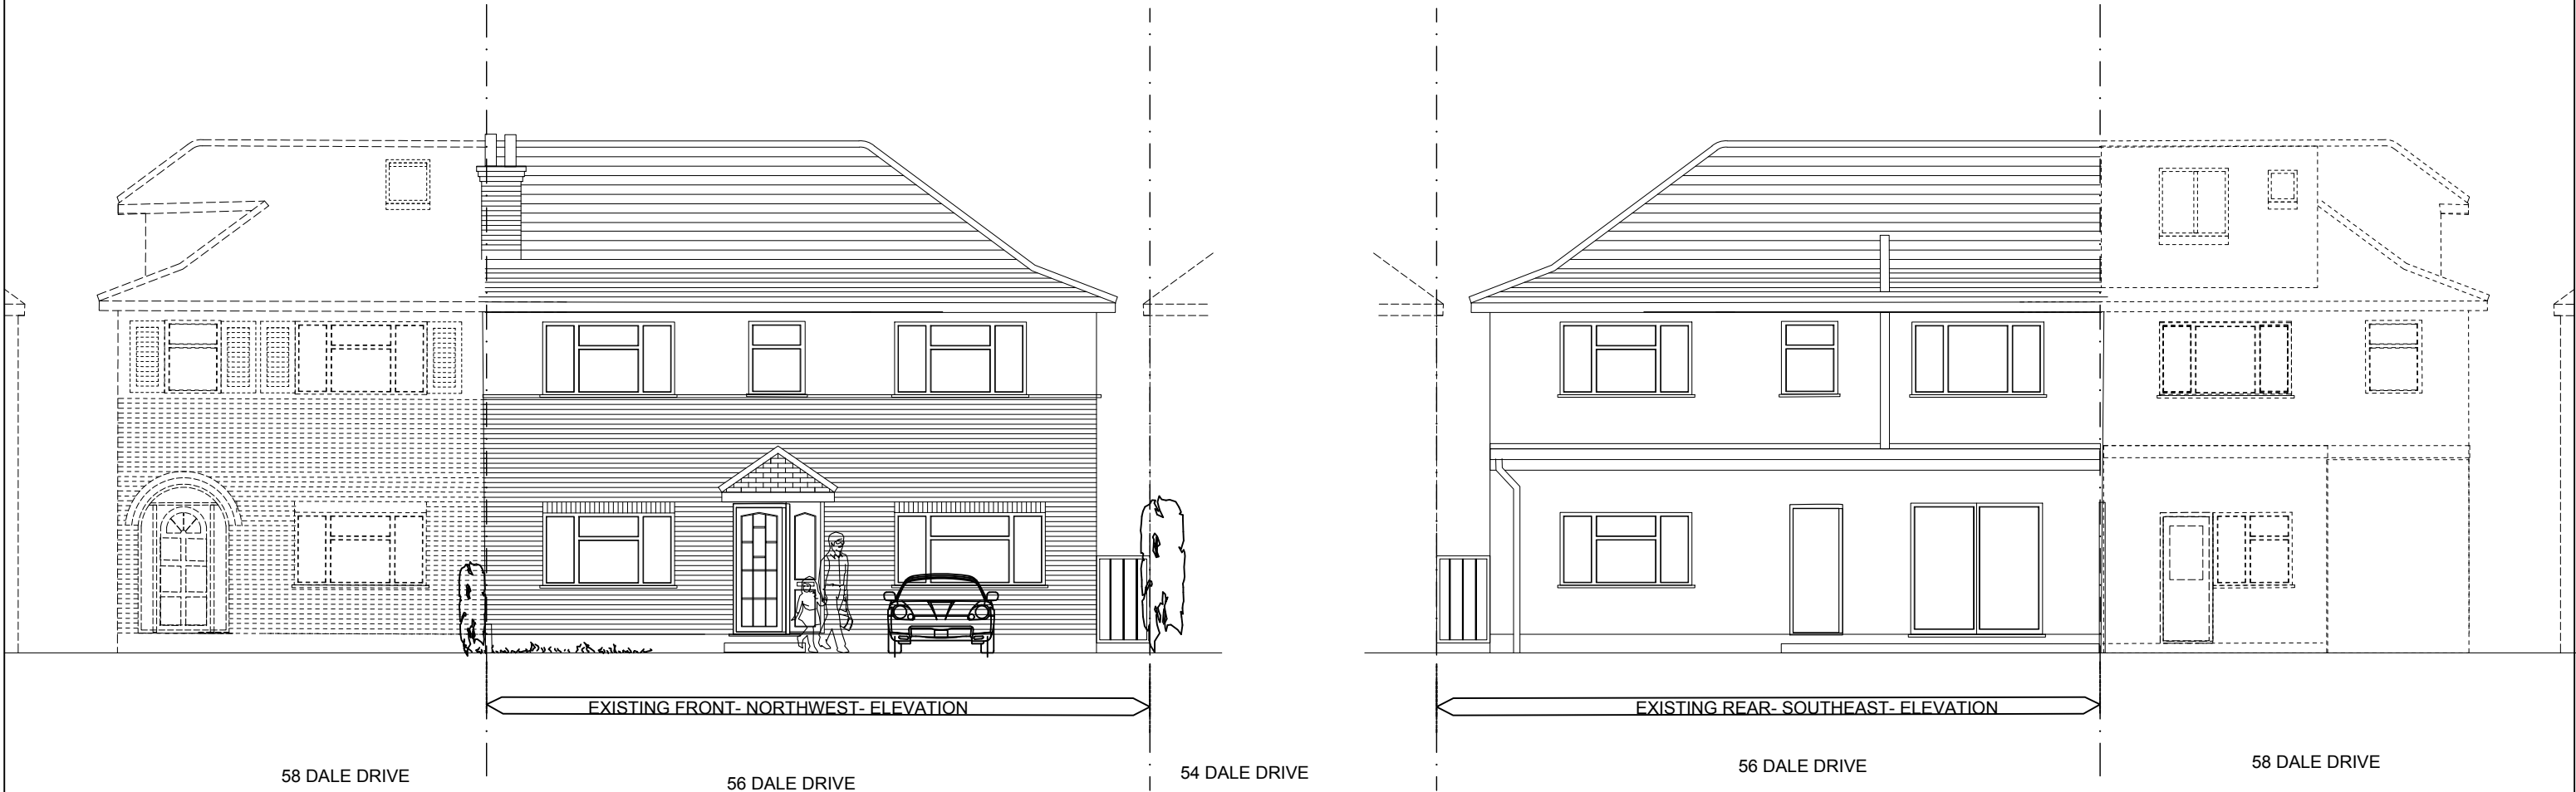 EXISTING FRONT- NORTHWEST- ELEVATION
EXISTING REAR- SOUTHEAST- ELEVATION
58 DALE DRIVE
56 DALE DRIVE
54 DALE DRIVE
56 DALE DRIVE
58 DALE DRIVE